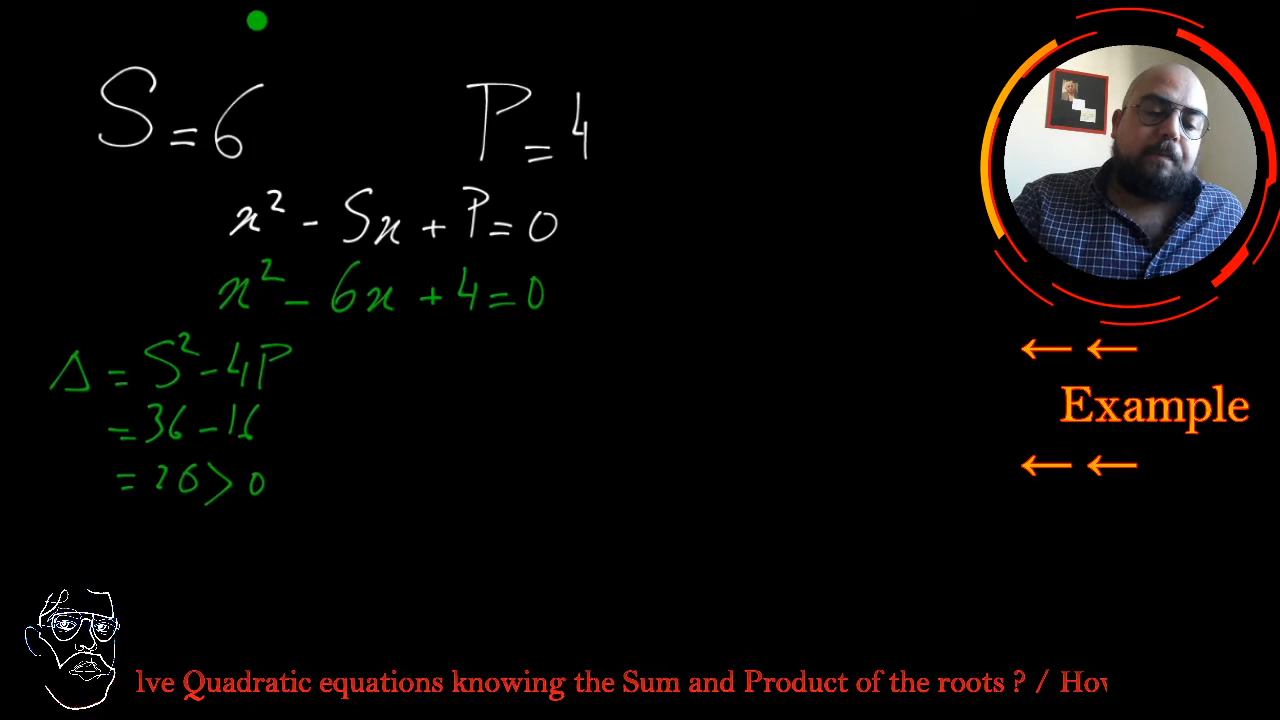 S = 6 P = 4
x² - Sx + P = 0
x² - 6x + 4 = 0
Δ = S² - 4P
= 36 - 16
= 26 > 0
← ←
Example
← ←
lve Quadratic equations knowing the Sum and Product of the roots ? / How